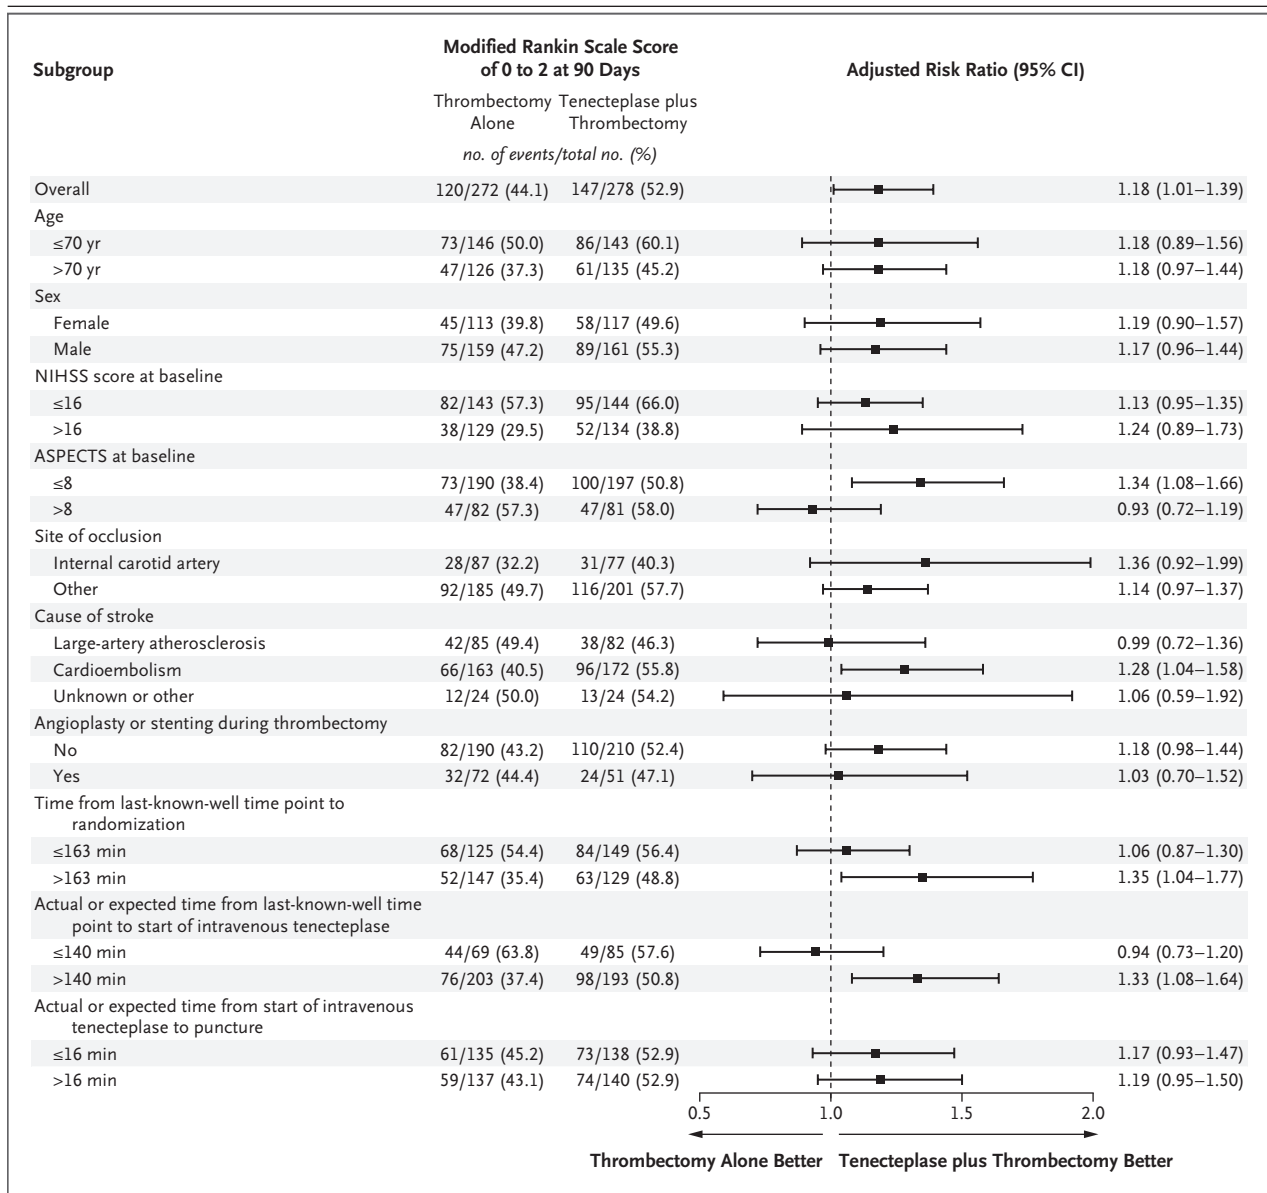 Subgroup
Modified Rankin Scale Score
of 0 to 2 at 90 Days
Adjusted Risk Ratio (95% CI)
Thrombectomy Alone
Tenecteplase plus Thrombectomy
no. of events/total no. (%)
Overall 120/272 (44.1) 147/278 (52.9) 1.18 (1.01–1.39)
Age
≤70 yr 73/146 (50.0) 86/143 (60.1) 1.18 (0.89–1.56)
>70 yr 47/126 (37.3) 61/135 (45.2) 1.18 (0.97–1.44)
Sex
Female 45/113 (39.8) 58/117 (49.6) 1.19 (0.90–1.57)
Male 75/159 (47.2) 89/161 (55.3) 1.17 (0.96–1.44)
NIHSS score at baseline
≤16 82/143 (57.3) 95/144 (66.0) 1.13 (0.95–1.35)
>16 38/129 (29.5) 52/134 (38.8) 1.24 (0.89–1.73)
ASPECTS at baseline
≤8 73/190 (38.4) 100/197 (50.8) 1.34 (1.08–1.66)
>8 47/82 (57.3) 47/81 (58.0) 0.93 (0.72–1.19)
Site of occlusion
Internal carotid artery 28/87 (32.2) 31/77 (40.3) 1.36 (0.92–1.99)
Other 92/185 (49.7) 116/201 (57.7) 1.14 (0.97–1.37)
Cause of stroke
Large-artery atherosclerosis 42/85 (49.4) 38/82 (46.3) 0.99 (0.72–1.36)
Cardioembolism 66/163 (40.5) 96/172 (55.8) 1.28 (1.04–1.58)
Unknown or other 12/24 (50.0) 13/24 (54.2) 1.06 (0.59–1.92)
Angioplasty or stenting during thrombectomy
No 82/190 (43.2) 110/210 (52.4) 1.18 (0.98–1.44)
Yes 32/72 (44.4) 24/51 (47.1) 1.03 (0.70–1.52)
Time from last-known-well time point to
randomization
≤163 min 68/125 (54.4) 84/149 (56.4) 1.06 (0.87–1.30)
>163 min 52/147 (35.4) 63/129 (48.8) 1.35 (1.04–1.77)
Actual or expected time from last-known-well time
point to start of intravenous tenecteplase
≤140 min 44/69 (63.8) 49/85 (57.6) 0.94 (0.73–1.20)
>140 min 76/203 (37.4) 98/193 (50.8) 1.33 (1.08–1.64)
Actual or expected time from start of intravenous
tenecteplase to puncture
≤16 min 61/135 (45.2) 73/138 (52.9) 1.17 (0.93–1.47)
>16 min 59/137 (43.1) 74/140 (52.9) 1.19 (0.95–1.50)
0.5 1.0 1.5 2.0
Thrombectomy Alone Better Tenecteplase plus Thrombectomy Better